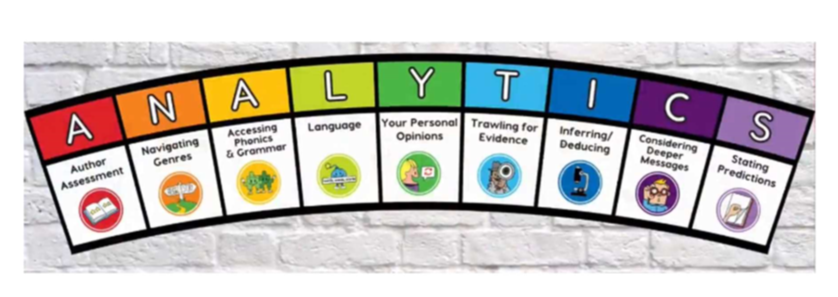 A
N
A
L
Y
T
I
C
S
Author
Assessment
Navigating
Genres
Accessing
Phonics
& Grammar
Language
Your Personal
Opinions
Trawling for
Evidence
Inferring/
Deducing
Considering
Deeper
Messages
Stating
Predictions